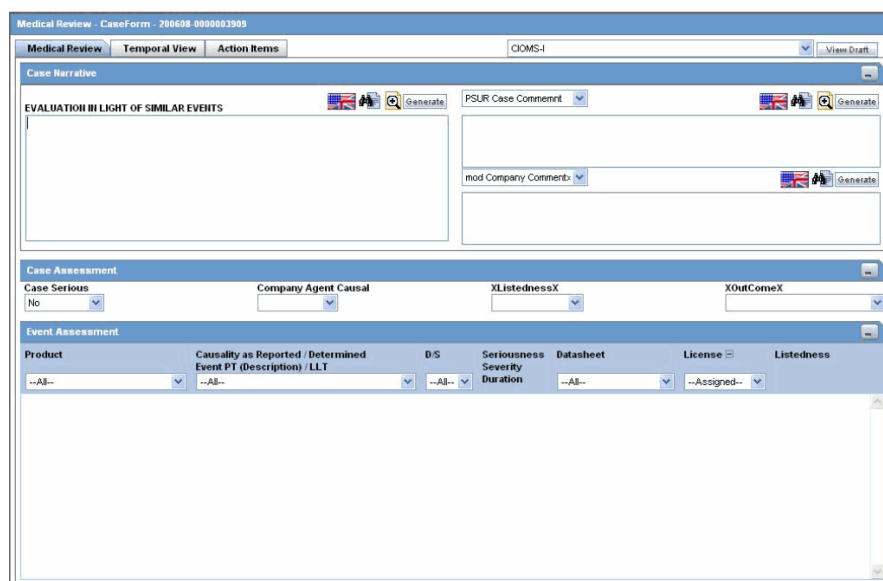 Medical Review - CaseForm - 200608-0000003909
Medical Review Temporal View Action Items CIOMS-I View Draft
Case Narrative
EVALUATION IN LIGHT OF SIMILAR EVENTS Generate PSUR Case Commemnt Generate
mod Company Comment Generate
Case Assessment
Case Serious Company Agent Causal XListednessX XOutComeX
No
Event Assessment
Product Causality as Reported / Determined D/S Seriousness Datasheet License Listedness
Event PT (Description) / LLT Severity
--All-- --All-- --All-- Duration --All-- --Assigned--